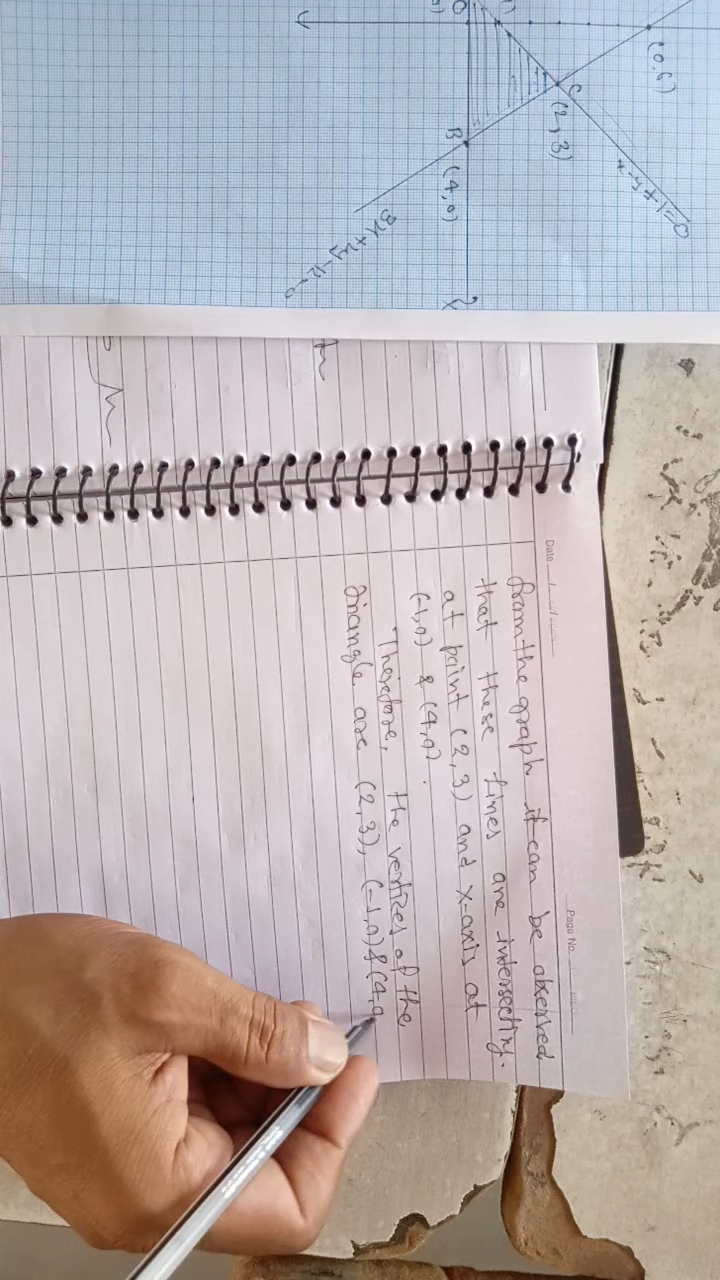 (0,6)
C
(2,3)
x-y+1=0
B
(4,0)
3x+2y-12=0
X
O
Date
Page No.
from the graph it can be observed
that these lines are intersecting.
at point (2,3) and x-axis at
(-1,0) & (4,0).
Therefore, the vertices of the
triangle are (2,3), (-1,0) & (4,0